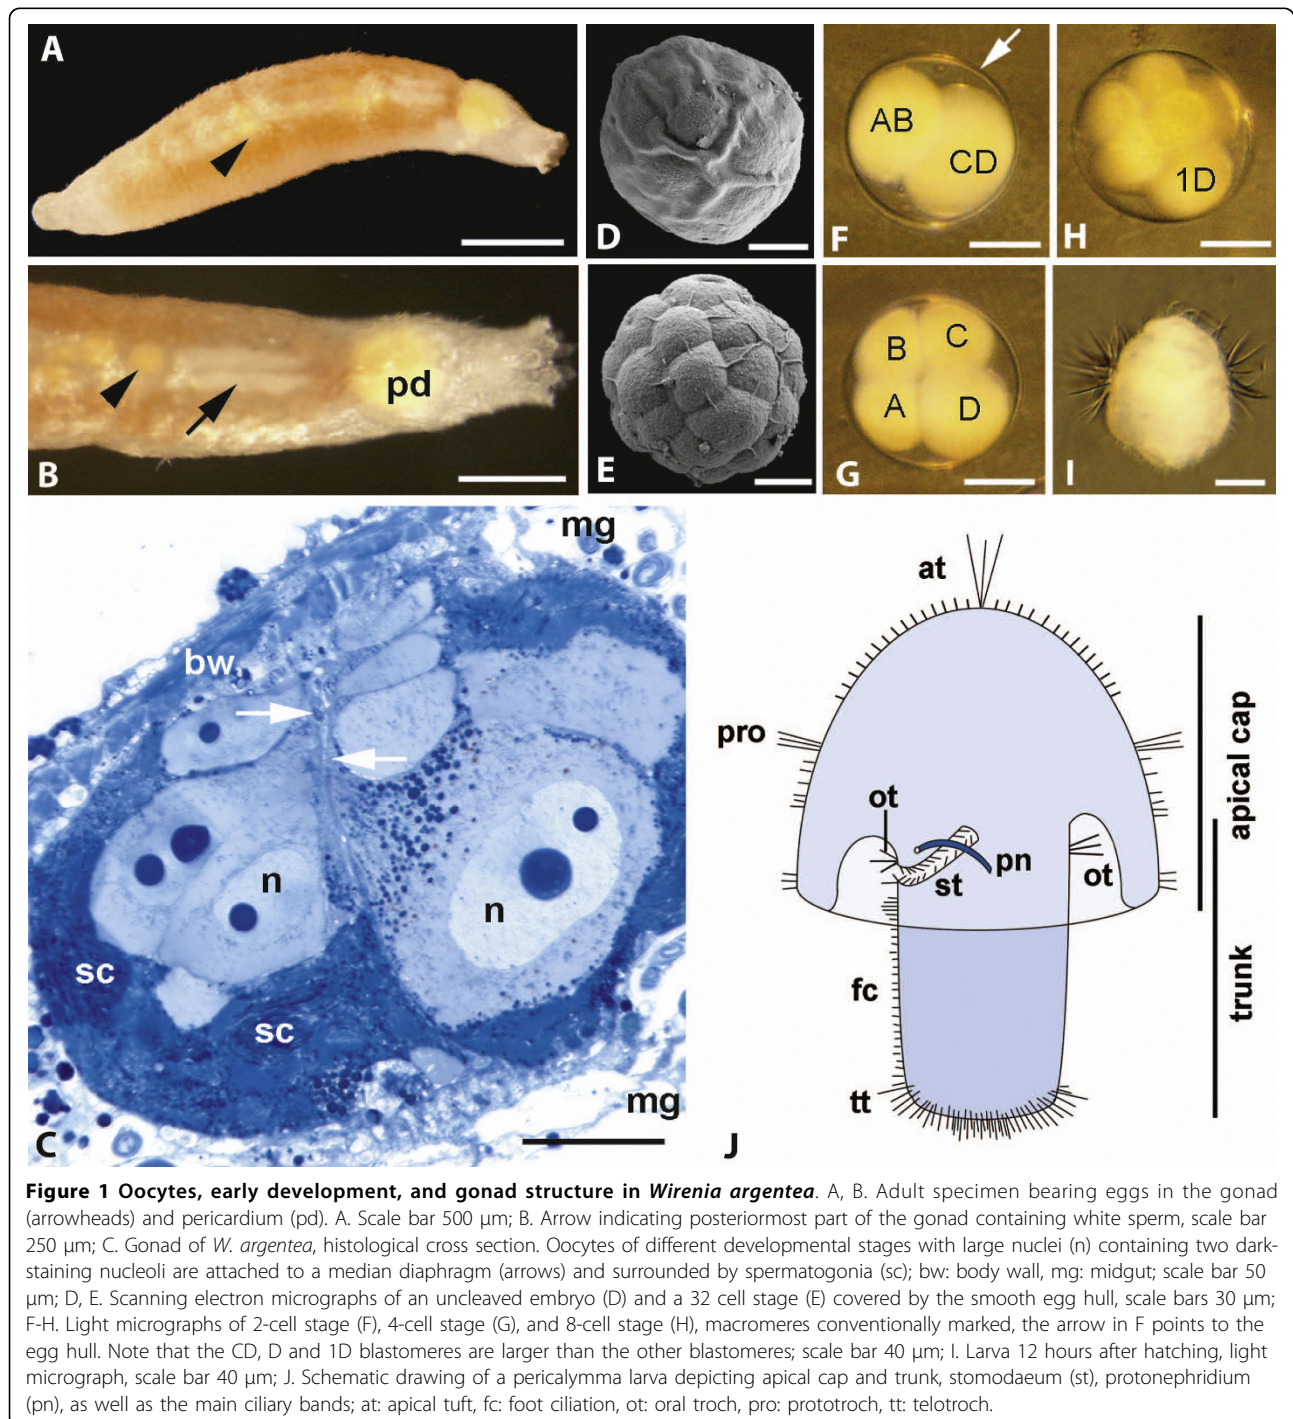 A
D
F
AB
CD
H
1D
B
pd
E
G
B
C
A
D
I
mg
bw
n
n
sc
sc
mg
C
at
pro
ot
st
pn
ot
fc
tt
apical cap
trunk
J
Figure 1 Oocytes, early development, and gonad structure in Wirenia argentea. A, B. Adult specimen bearing eggs in the gonad
(arrowheads) and pericardium (pd). A. Scale bar 500 μm; B. Arrow indicating posteriormost part of the gonad containing white sperm, scale bar
250 μm; C. Gonad of W. argentea, histological cross section. Oocytes of different developmental stages with large nuclei (n) containing two dark-
staining nucleoli are attached to a median diaphragm (arrows) and surrounded by spermatogonia (sc); bw: body wall, mg: midgut; scale bar 50
μm; D, E. Scanning electron micrographs of an uncleaved embryo (D) and a 32 cell stage (E) covered by the smooth egg hull, scale bars 30 μm;
F-H. Light micrographs of 2-cell stage (F), 4-cell stage (G), and 8-cell stage (H), macromeres conventionally marked, the arrow in F points to the
egg hull. Note that the CD, D and 1D blastomeres are larger than the other blastomeres; scale bar 40 μm; I. Larva 12 hours after hatching, light
micrograph, scale bar 40 μm; J. Schematic drawing of a pericalymma larva depicting apical cap and trunk, stomodaeum (st), protonephridium
(pn), as well as the main ciliary bands; at: apical tuft, fc: foot ciliation, ot: oral troch, pro: prototroch, tt: telotroch.